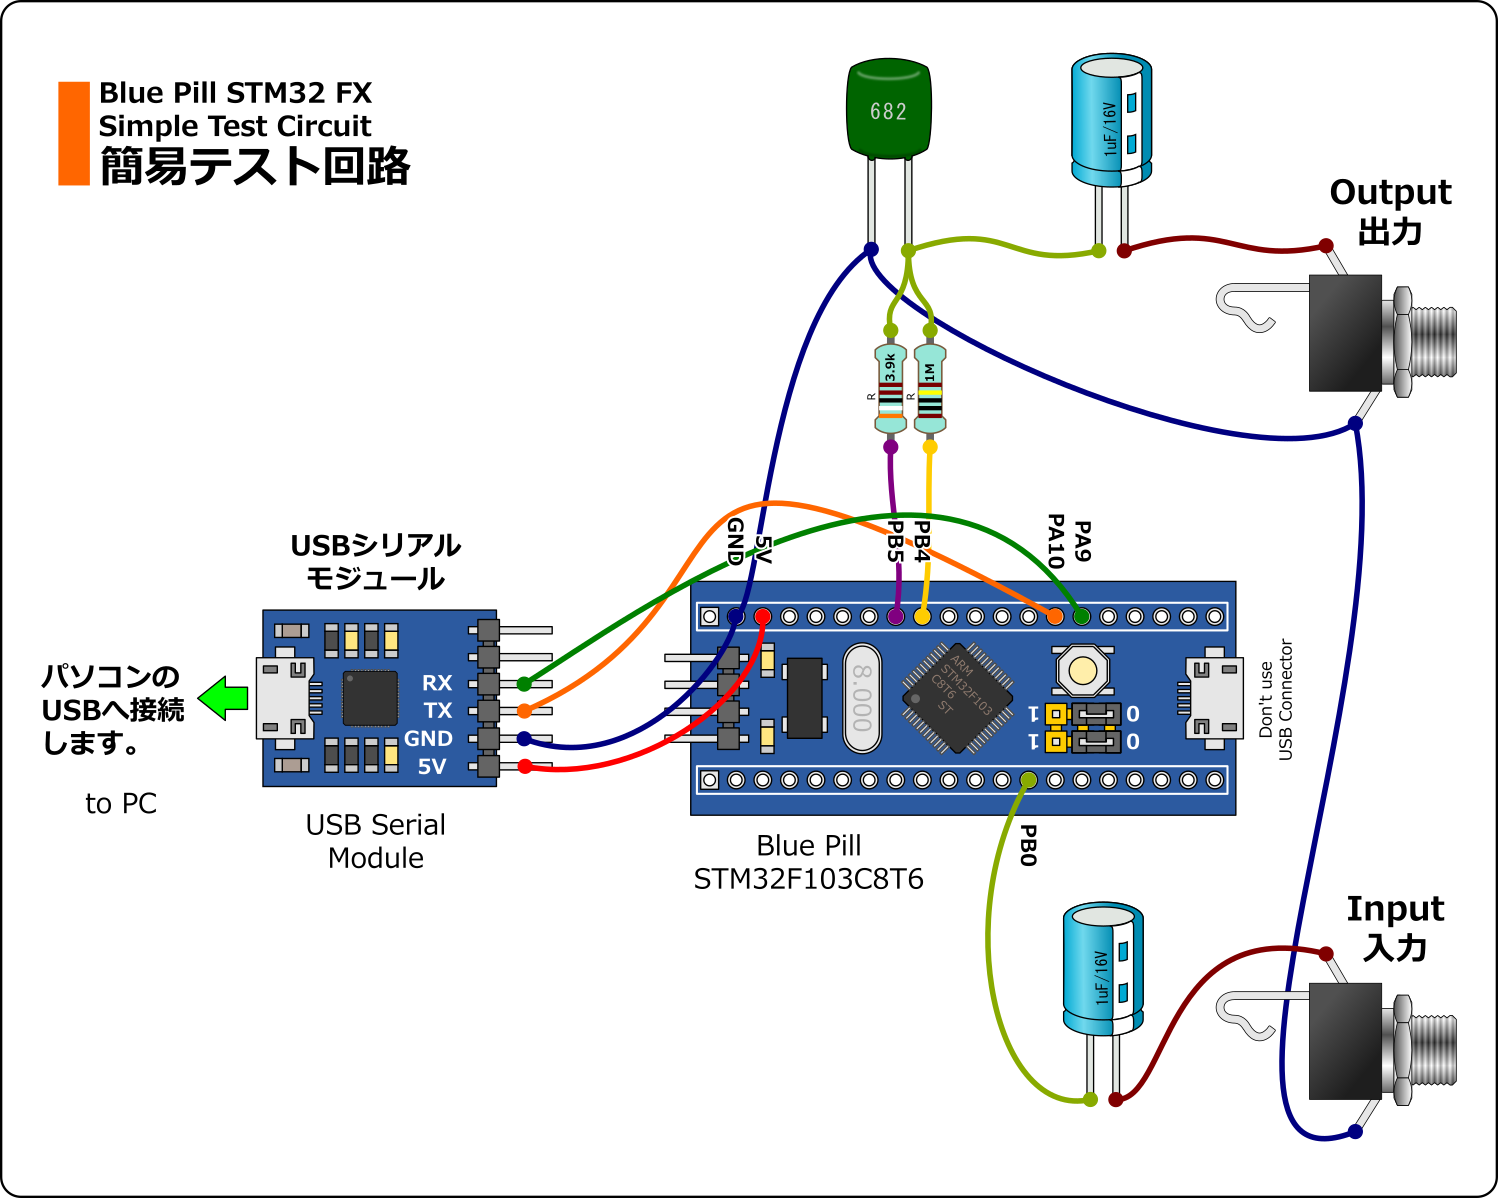 Blue Pill STM32 FX
Simple Test Circuit
簡易テスト回路
682
1uF/16V
Output
出力
3.9k
R
1M
R
GND
5V
PB5
PB4
PA10
PA9
USBシリアル
モジュール
RX
TX
GND
5V
パソコンの
USBへ接続
します。
to PC
USB Serial
Module
8.000
ARM
STM32F103
C8T6
ST
1
0
1
0
Don't use
USB Connector
Blue Pill
STM32F103C8T6
PB0
1uF/16V
Input
入力